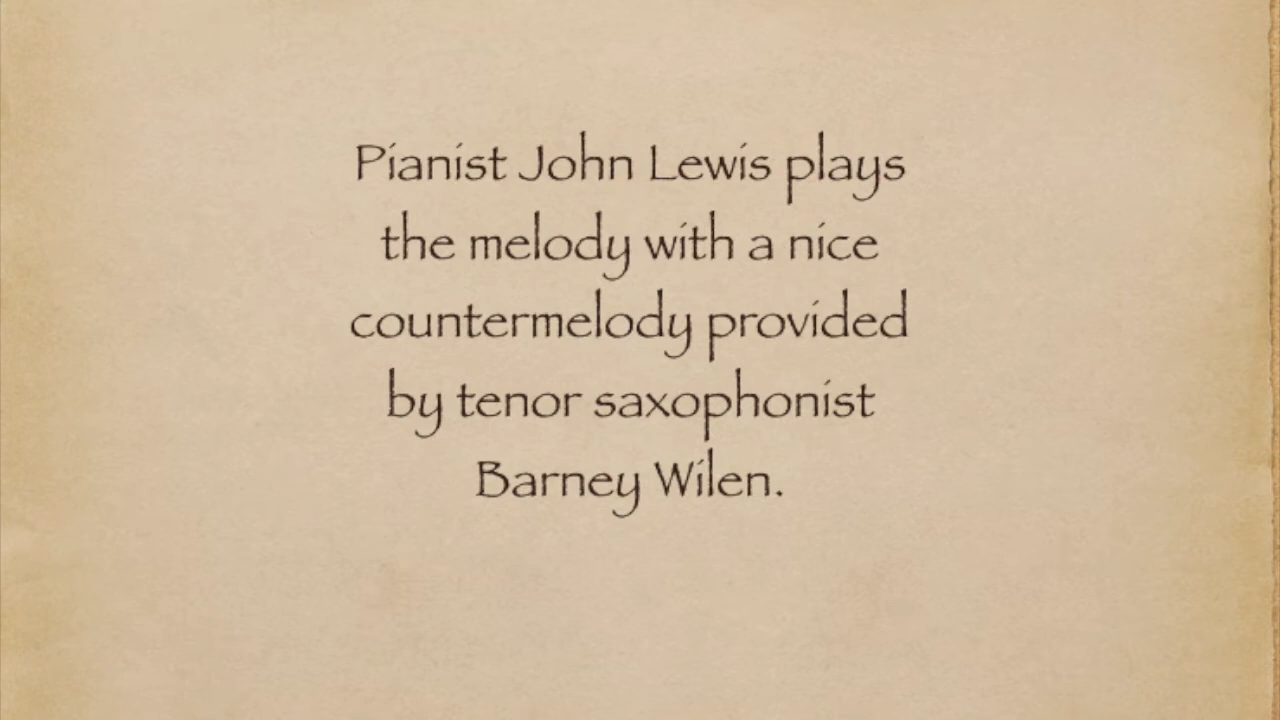 Pianist John Lewis plays
the melody with a nice
countermelody provided
by tenor saxophonist
Barney Wilen.